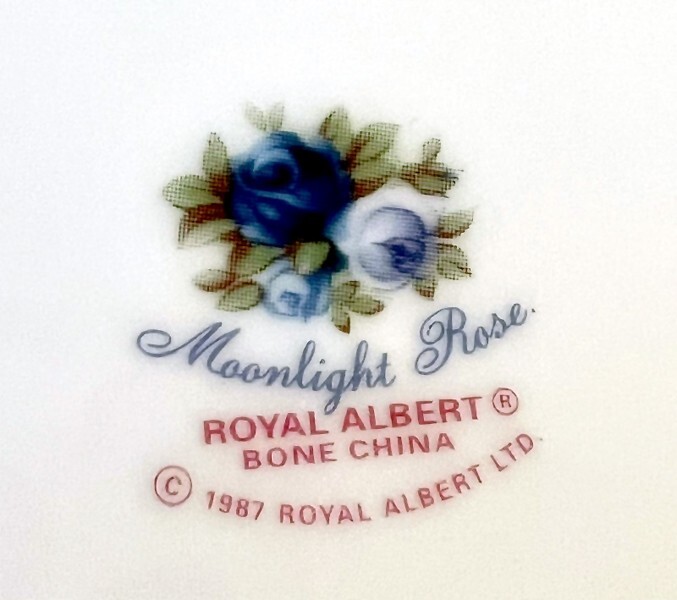 Moonlight Rose.
ROYAL ALBERT ®
BONE CHINA
© 1987 ROYAL ALBERT LTD.